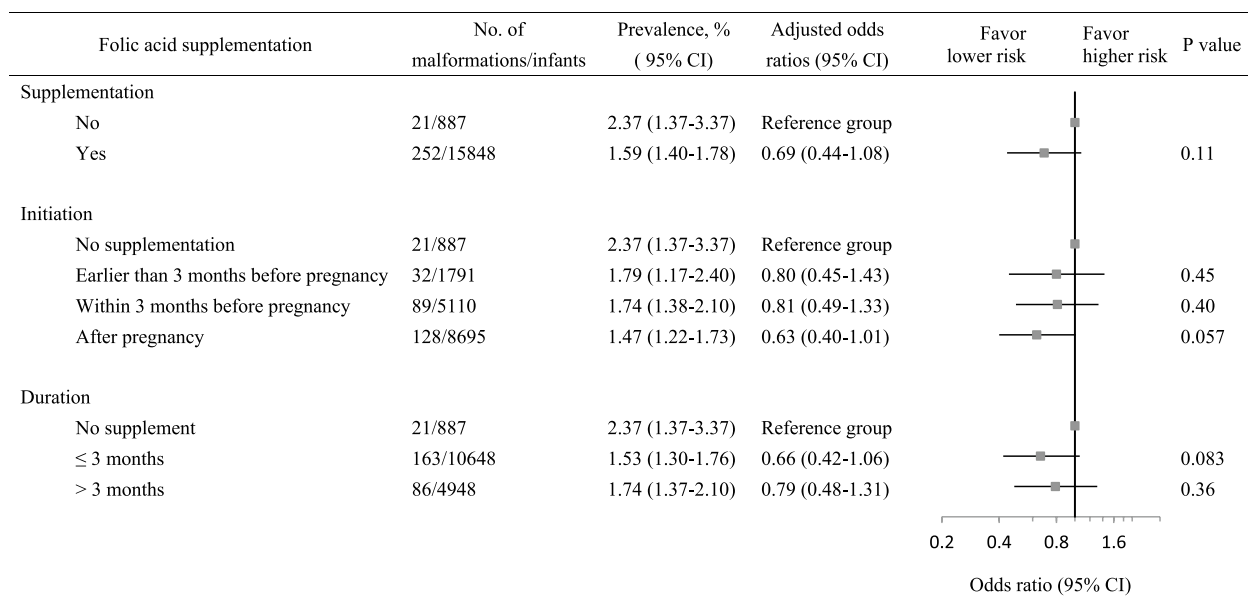 Folic acid supplementation No. of malformations/infants Prevalence, % ( 95% CI) Adjusted odds ratios (95% CI) Favor lower risk Favor higher risk P value
Supplementation
No 21/887 2.37 (1.37-3.37) Reference group
Yes 252/15848 1.59 (1.40-1.78) 0.69 (0.44-1.08) 0.11
Initiation
No supplementation 21/887 2.37 (1.37-3.37) Reference group
Earlier than 3 months before pregnancy 32/1791 1.79 (1.17-2.40) 0.80 (0.45-1.43) 0.45
Within 3 months before pregnancy 89/5110 1.74 (1.38-2.10) 0.81 (0.49-1.33) 0.40
After pregnancy 128/8695 1.47 (1.22-1.73) 0.63 (0.40-1.01) 0.057
Duration
No supplement 21/887 2.37 (1.37-3.37) Reference group
≤ 3 months 163/10648 1.53 (1.30-1.76) 0.66 (0.42-1.06) 0.083
> 3 months 86/4948 1.74 (1.37-2.10) 0.79 (0.48-1.31) 0.36
0.2 0.4 0.8 1.6
Odds ratio (95% CI)